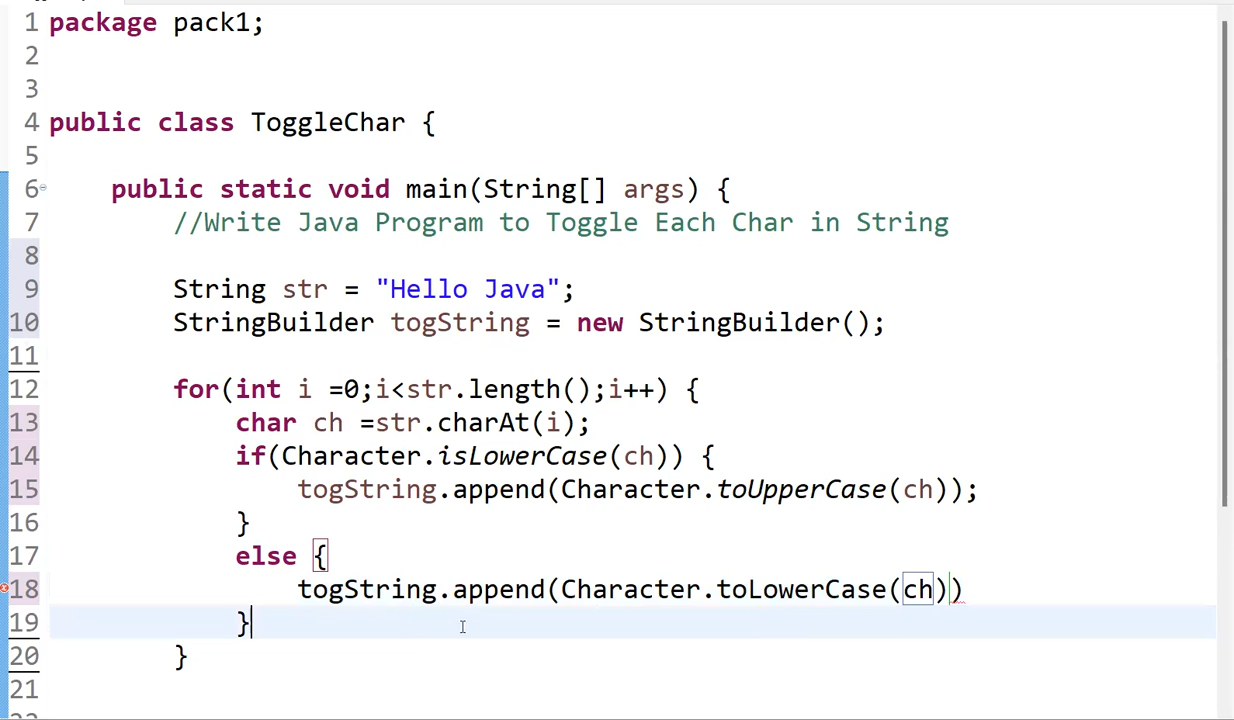 1 package pack1;
2
3
4 public class ToggleChar {
5
6 public static void main(String[] args) {
7 //Write Java Program to Toggle Each Char in String
8
9 String str = "Hello Java";
10 StringBuilder togString = new StringBuilder();
11
12 for(int i =0;i<str.length();i++) {
13 char ch =str.charAt(i);
14 if(Character.isLowerCase(ch)) {
15 togString.append(Character.toUpperCase(ch));
16 }
17 else {
18 togString.append(Character.toLowerCase(ch))
19 }
20 }
21